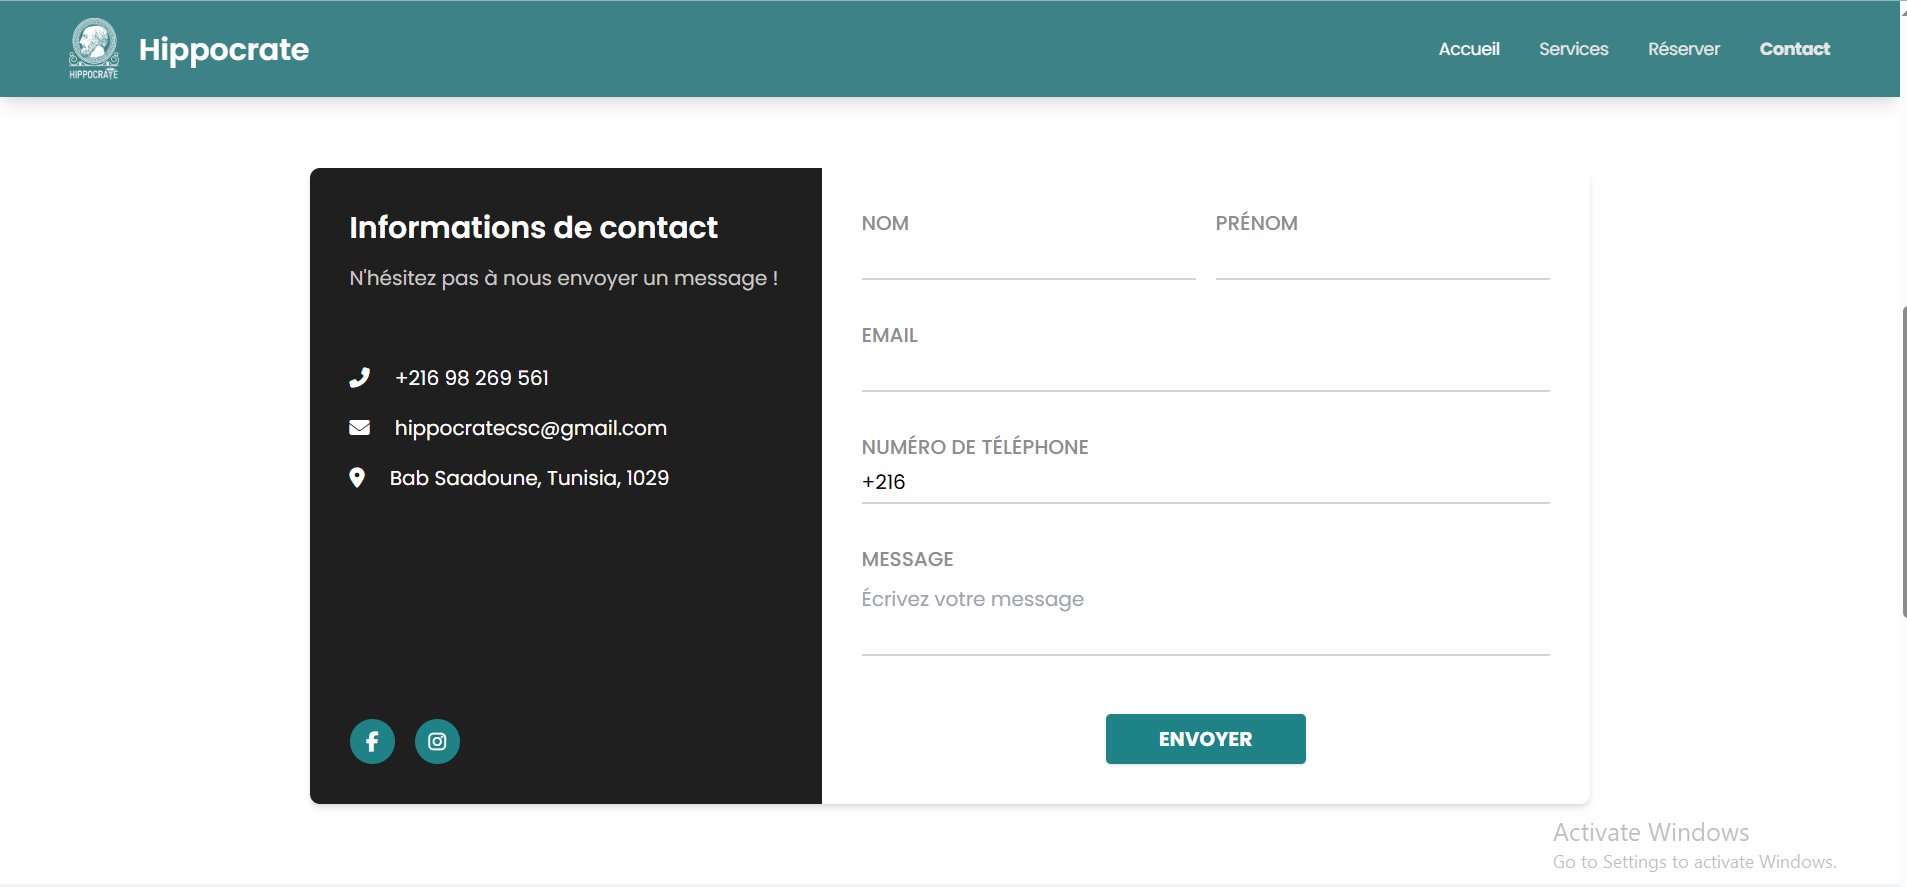 HIPPOCRATE
Hippocrate
Accueil
Services
Réserver
Contact
Informations de contact
N'hésitez pas à nous envoyer un message !
+216 98 269 561
hippocratecsc@gmail.com
Bab Saadoune, Tunisia, 1029
NOM
PRÉNOM
EMAIL
NUMÉRO DE TÉLÉPHONE
+216
MESSAGE
Écrivez votre message
ENVOYER
Activate Windows
Go to Settings to activate Windows.